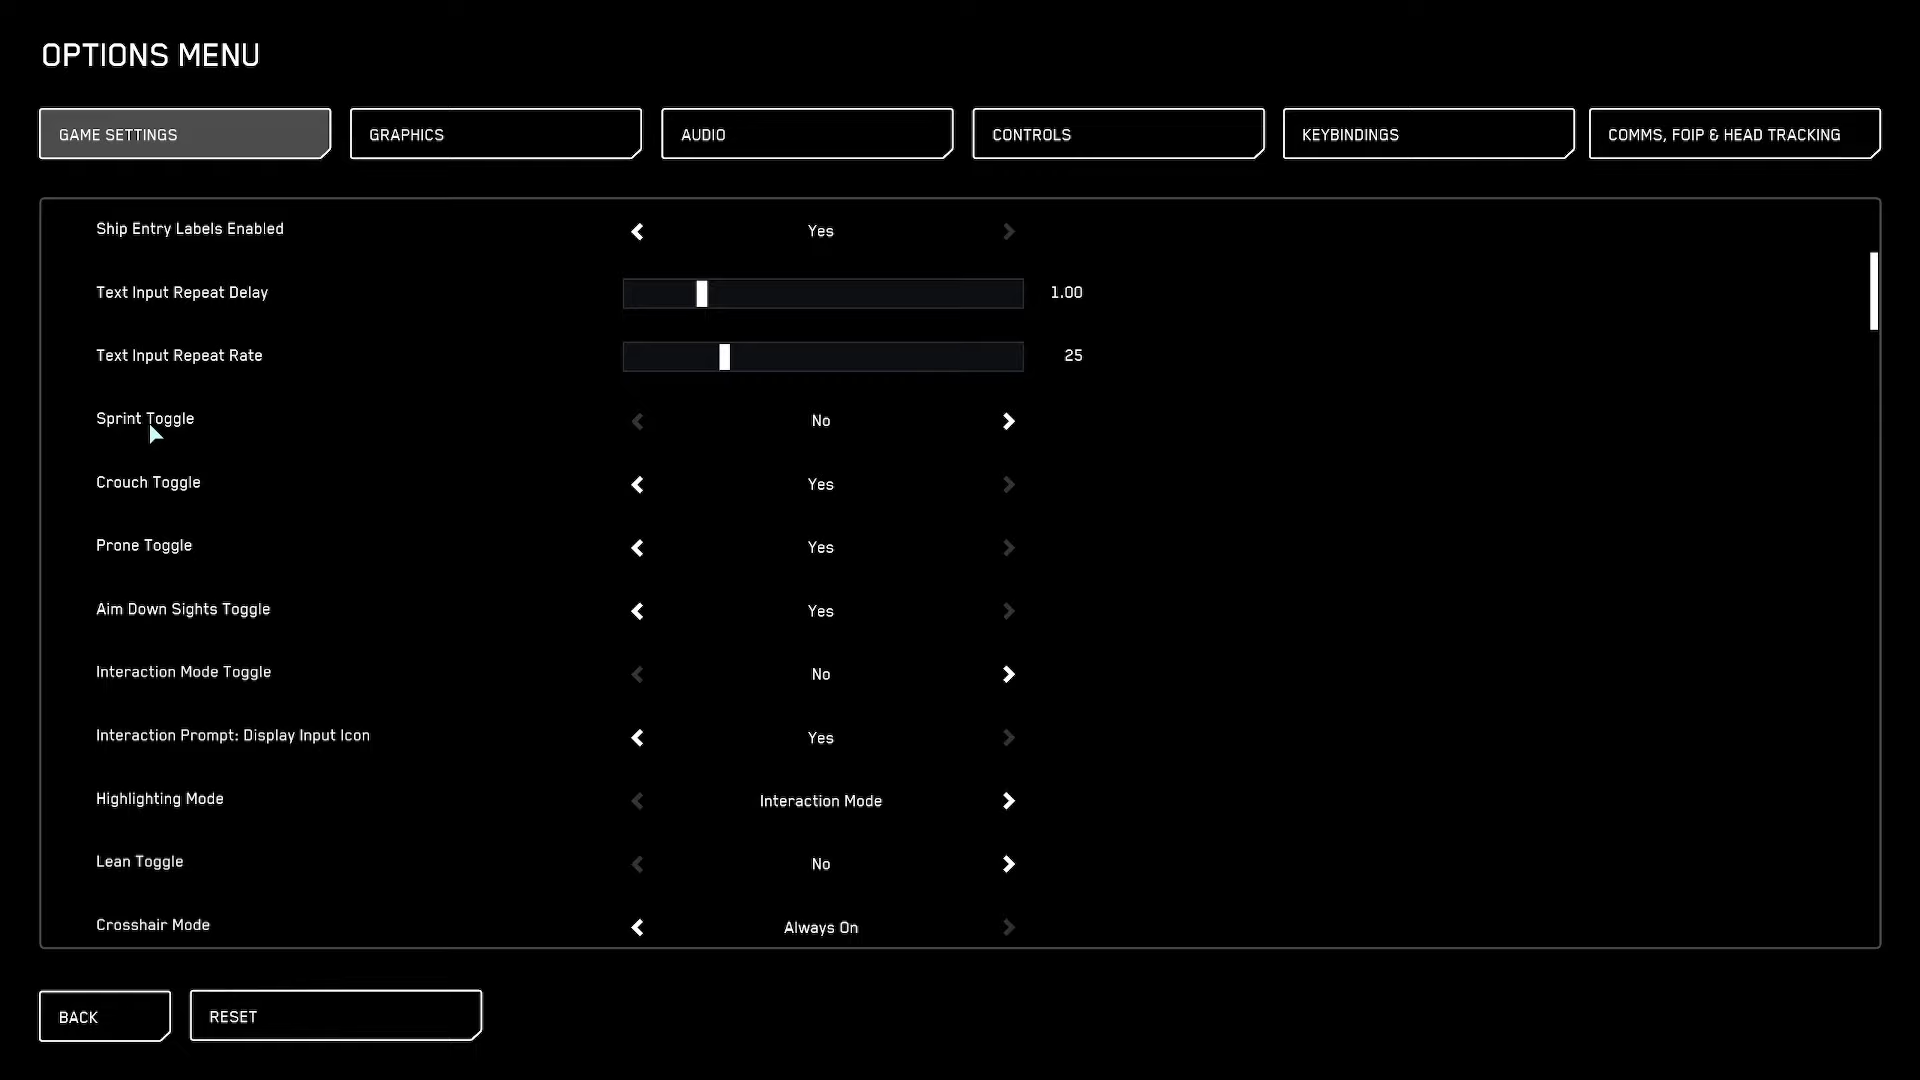 OPTIONS MENU
GAME SETTINGS
GRAPHICS
AUDIO
CONTROLS
KEYBINDINGS
COMMS, FOIP & HEAD TRACKING
Ship Entry Labels Enabled
Yes
Text Input Repeat Delay
1.00
Text Input Repeat Rate
25
Sprint Toggle
No
Crouch Toggle
Yes
Prone Toggle
Yes
Aim Down Sights Toggle
Yes
Interaction Mode Toggle
No
Interaction Prompt: Display Input Icon
Yes
Highlighting Mode
Interaction Mode
Lean Toggle
No
Crosshair Mode
Always On
BACK
RESET